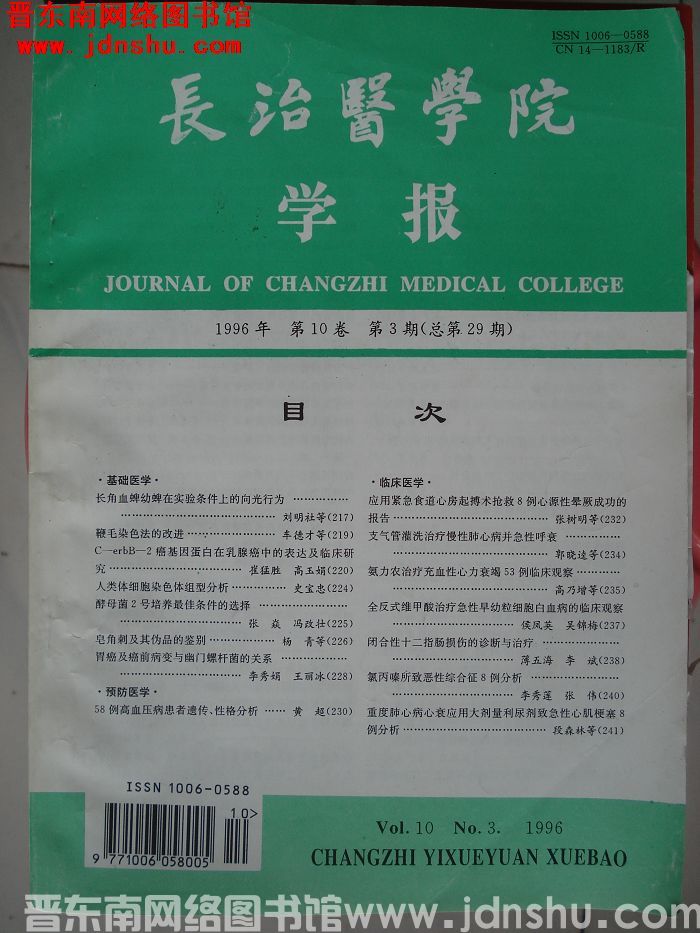 晋东南网络图书馆
www.jdnshu.com
ISSN 1006—0588
CN 14—1183/R
長治醫學院
学报
JOURNAL OF CHANGZHI MEDICAL COLLEGE
1996年 第10卷 第3期(总第29期)
目 次
·基础医学·
长角血蜱幼蜱在实验条件上的向光行为 ……………
…………………… 刘明社等(217)
鞭毛染色法的改进 …………… 车德才等(219)
C—erbB—2癌基因蛋白在乳腺癌中的表达及临床研
究 …………………… 崔猛胜 高玉娟(220)
人类体细胞染色体组型分析 ………… 史宝忠(224)
酵母菌2号培养最佳条件的选择 ……………………
…………………… 张 焱 冯改壮(225)
皂角刺及其伪品的鉴别 ………… 杨 青等(226)
胃癌及癌前病变与幽门螺杆菌的关系 ………………
…………………… 李秀娟 王丽冰(228)
·预防医学·
58例高血压病患者遗传、性格分析 …… 黄 超(230)
·临床医学·
应用紧急食道心房起搏术抢救8例心源性晕厥成功的
报告 …………………… 张树明等(232)
支气管灌洗治疗慢性肺心病并急性呼衰 ……………
…………………… 郭晓逵等(234)
氨力农治疗充血性心力衰竭53例临床观察 …………
…………………… 高乃增等(235)
全反式维甲酸治疗急性早幼粒细胞白血病的临床观察
…………………… 侯凤英 吴锦梅(237)
闭合性十二指肠损伤的诊断与治疗 …………………
…………………… 薄五海 李 斌(238)
氯丙嗪所致恶性综合征8例分析 ……………………
…………………… 李秀莲 张 伟(240)
重度肺心病心衰应用大剂量利尿剂致急性心肌梗塞8
例分析 …………………… 段森林等(241)
ISSN 1006-0588
10>
9 771006 058005
Vol. 10 No. 3. 1996
CHANGZHI YIXUEYUAN XUEBAO
晋东南网络图书馆 www.jdnshu.com